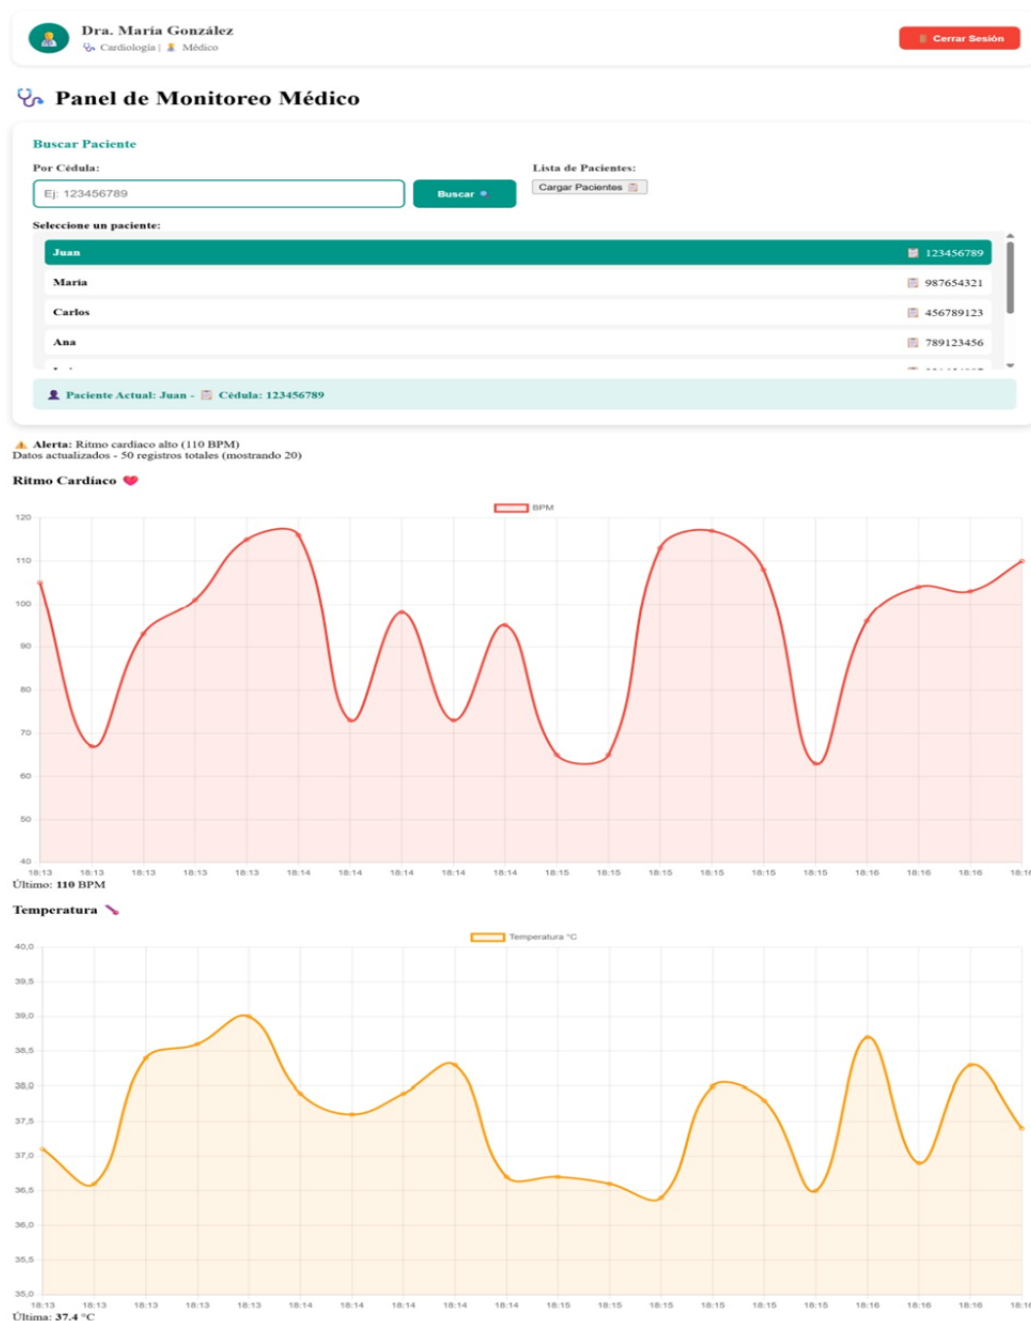 Dra. María González
Cardiología | Médico
Cerrar Sesión
Panel de Monitoreo Médico
Buscar Paciente
Por Cédula:
Lista de Pacientes:
Ej: 123456789
Buscar
Cargar Pacientes
Seleccione un paciente:
Juan 123456789
María 987654321
Carlos 456789123
Ana 789123456
Paciente Actual: Juan - Cédula: 123456789
Alerta: Ritmo cardíaco alto (110 BPM)
Datos actualizados - 50 registros totales (mostrando 20)
Ritmo Cardíaco
BPM
120
110
100
90
80
70
60
50
40
18:13 18:13 18:13 18:13 18:13 18:14 18:14 18:14 18:14 18:14 18:15 18:15 18:15 18:15 18:15 18:15 18:16 18:16 18:16 18:16
Último: 110 BPM
Temperatura
Temperatura °C
40,0
39,5
39,0
38,5
38,0
37,5
37,0
36,5
36,0
35,5
35,0
18:13 18:13 18:13 18:13 18:13 18:14 18:14 18:14 18:14 18:14 18:15 18:15 18:15 18:15 18:15 18:15 18:16 18:16 18:16 18:16
Última: 37.4 °C